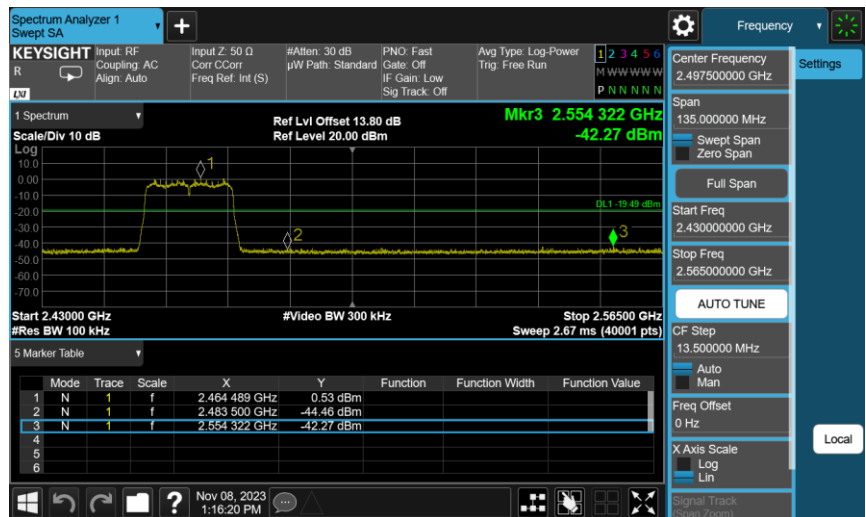 Spectrum Analyzer 1
Swept SA
+
Frequency
KEYSIGHT
R
LXI
Input: RF
Coupling: AC
Align: Auto
Input Z: 50 Ω
Corr CCorr
Freq Ref: Int (S)
#Atten: 30 dB
µW Path: Standard
PNO: Fast
Gate: Off
IF Gain: Low
Sig Track: Off
Avg Type: Log-Power
Trig: Free Run
1 2 3 4 5 6
M W W W W W
P N N N N N
1 Spectrum
Scale/Div 10 dB
Ref Lvl Offset 13.80 dB
Ref Level 20.00 dBm
Mkr3 2.554 322 GHz
-42.27 dBm
Log
10.0
0.00
-10.0
-20.0
-30.0
-40.0
-50.0
-60.0
-70.0
1
2
3
DL1 -19.49 dBm
Start 2.43000 GHz
#Res BW 100 kHz
#Video BW 300 kHz
Stop 2.56500 GHz
Sweep 2.67 ms (40001 pts)
5 Marker Table
Mode Trace Scale X Y Function Function Width Function Value
1 N 1 f 2.464 489 GHz 0.53 dBm
2 N 1 f 2.483 500 GHz -44.46 dBm
3 N 1 f 2.554 322 GHz -42.27 dBm
4
5
6
?
Nov 08, 2023
1:16:20 PM
Center Frequency
2.497500000 GHz
Span
135.000000 MHz
Swept Span
Zero Span
Full Span
Start Freq
2.430000000 GHz
Stop Freq
2.565000000 GHz
AUTO TUNE
CF Step
13.500000 MHz
Auto
Man
Freq Offset
0 Hz
X Axis Scale
Log
Lin
Signal Track
(Span Zoom)
Settings
Local